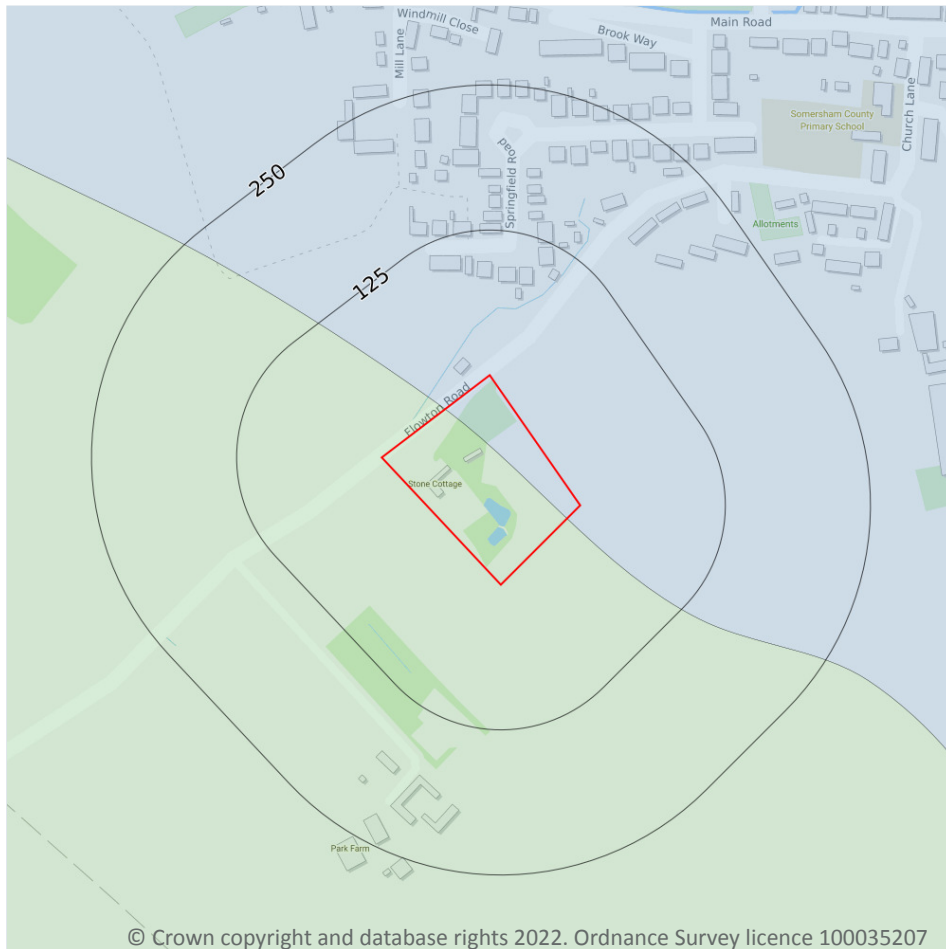 Windmill Close
Main Road
Brook Way
Mill Lane
Somersham County
Primary School
Church Lane
Springfield Road
250
Allotments
125
Flowton Road
Stone Cottage
Park Farm
© Crown copyright and database rights 2022. Ordnance Survey licence 100035207